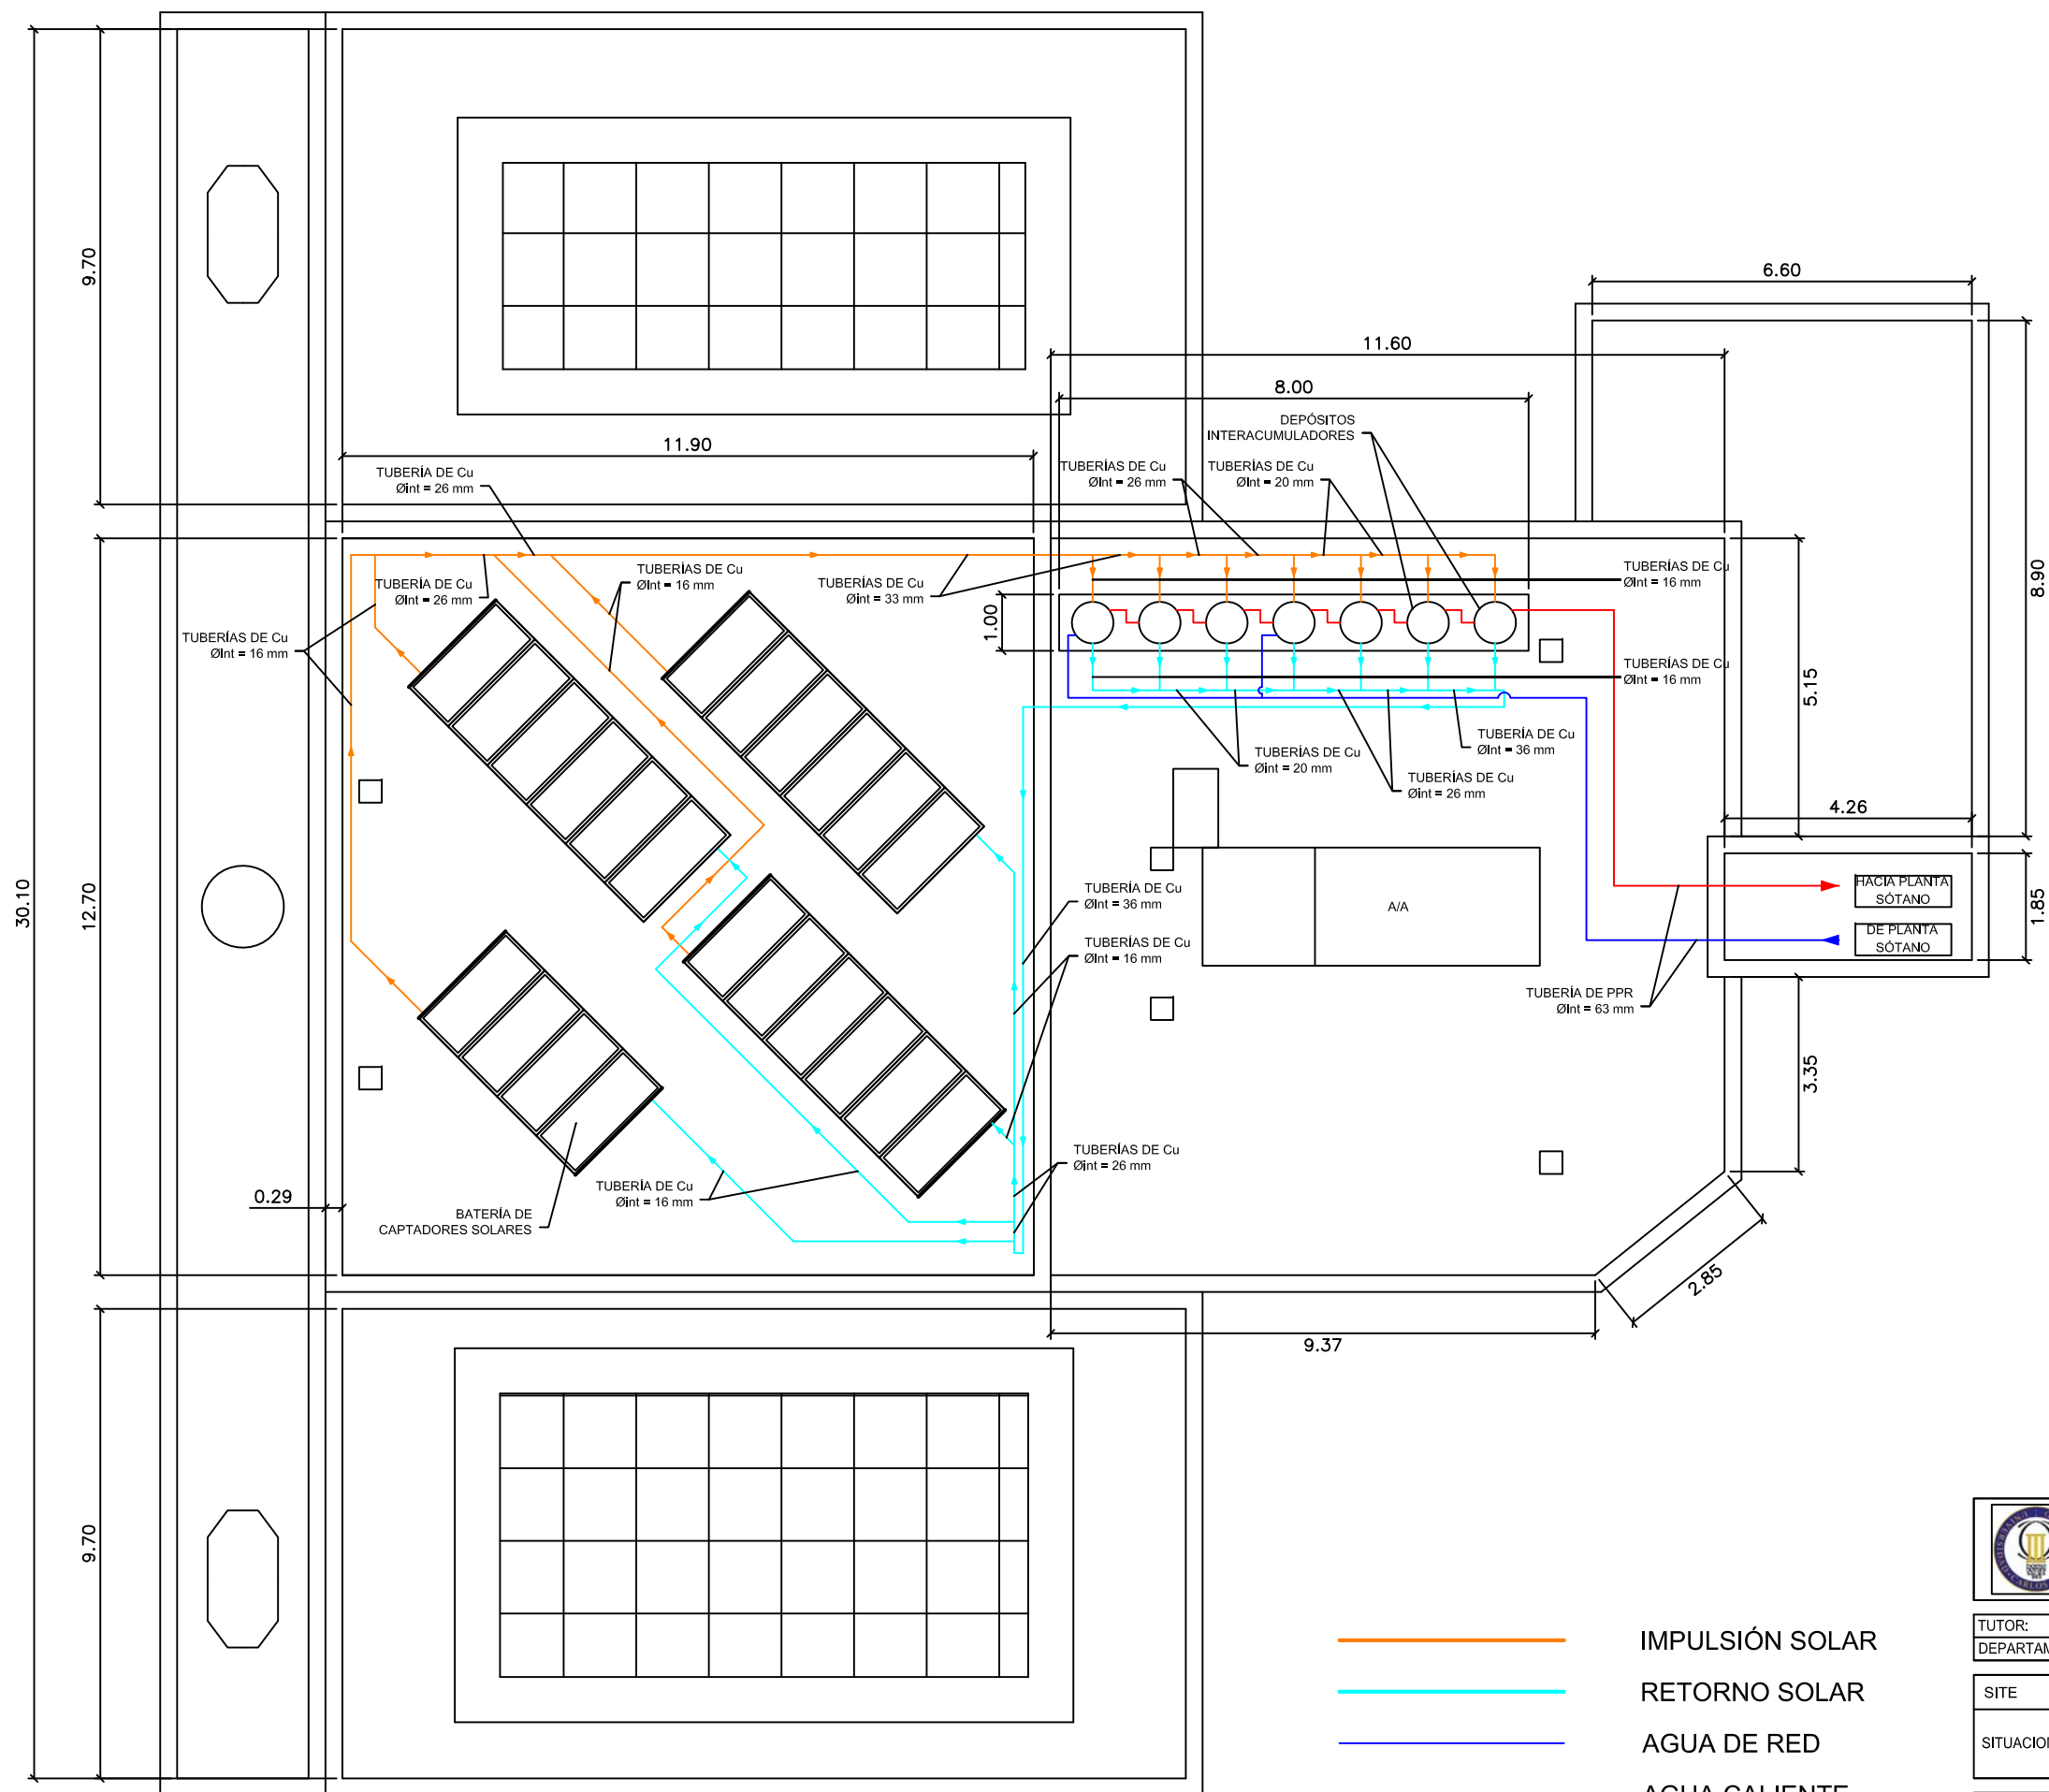 9.70
6.60
11.60
8.00
DEPÓSITOS
INTERACUMULADORES
11.90
TUBERÍA DE Cu
Øint = 26 mm
TUBERÍAS DE Cu
ØInt = 26 mm
TUBERÍAS DE Cu
ØInt = 20 mm
TUBERÍA DE Cu
ØInt = 26 mm
TUBERÍAS DE Cu
ØInt = 16 mm
TUBERÍAS DE Cu
Øint = 33 mm
TUBERÍAS DE Cu
ØInt = 16 mm
8.90
1.00
TUBERÍAS DE Cu
ØInt = 16 mm
TUBERÍAS DE Cu
ØInt = 16 mm
5.15
TUBERÍA DE Cu
ØInt = 36 mm
TUBERÍAS DE Cu
Øint = 20 mm
TUBERÍAS DE Cu
Øint = 26 mm
4.26
30.10
12.70
TUBERÍA DE Cu
ØInt = 36 mm
A/A
HACIA PLANTA
SÓTANO
DE PLANTA
SÓTANO
1.85
TUBERÍAS DE Cu
ØInt = 16 mm
TUBERÍA DE PPR
ØInt = 63 mm
3.35
TUBERÍAS DE Cu
Øint = 26 mm
TUBERÍA DE Cu
Øint = 16 mm
0.29
BATERÍA DE
CAPTADORES SOLARES
2.85
9.37
9.70
IMPULSIÓN SOLAR
RETORNO SOLAR
AGUA DE RED
AGUA CALIENTE
TUTOR:
DEPARTAM
SITE
SITUACION